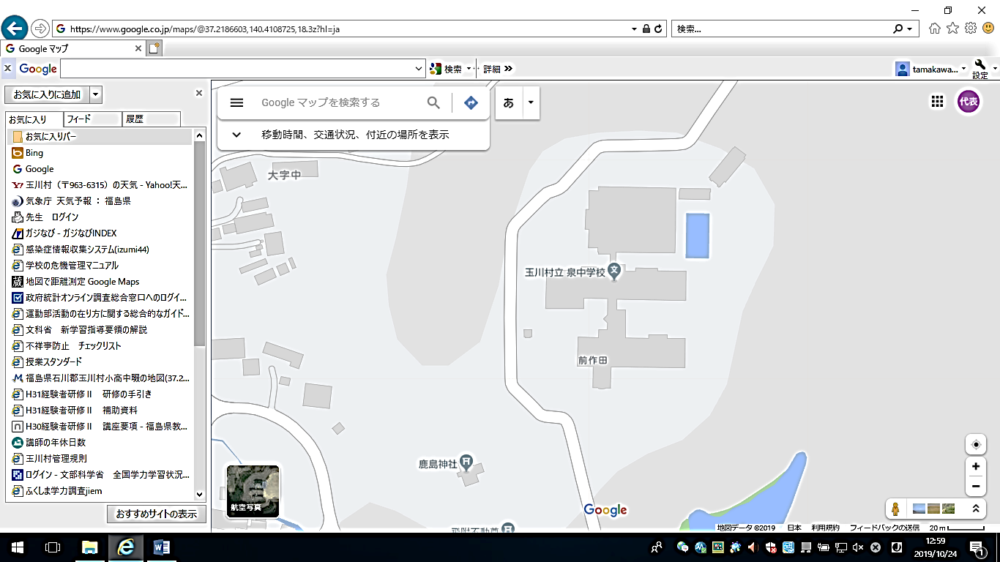 https://www.google.co.jp/maps/@37.2186603,140.4108725,18.3z?hl=ja
検索...
Google マップ
Google
検索
詳細
tamakawa...
設定
お気に入りに追加
お気に入り
フィード
履歴
お気に入りバー
Bing
Google
玉川村（〒963-6315）の天気 - Yahoo!天...
気象庁 天気予報 : 福島県
先生　ログイン
ガジなび - ガジなびINDEX
感染症情報収集システム(izumi44)
学校の危機管理マニュアル
地図で距離測定 Google Maps
政府統計オンライン調査総合窓口へのログイ...
運動部活動の在り方に関する総合的なガイド...
文科省　新学習指導要領の解説
不祥事防止　チェックリスト
授業スタンダード
福島県石川郡玉川村小高中畷の地図(37.2...
H31経験者研修Ⅱ　研修の手引き
H31経験者研修Ⅱ　補助資料
H30経験者研修Ⅱ　講座要項 - 福島県教...
講師の年休日数
玉川村管理規則
ログイン - 文部科学省　全国学力学習状況...
ふくしま学力調査jiem
おすすめサイトの表示
Google マップを検索する
あ
移動時間、交通状況、付近の場所を表示
代表
大字中
玉川村立 泉中学校
文
前作田
鹿島神社
飛附不動尊
航空写真
Google
地図データ ©2019　日本　利用規約　フィードバックの送信　20 m
12:59
2019/10/24